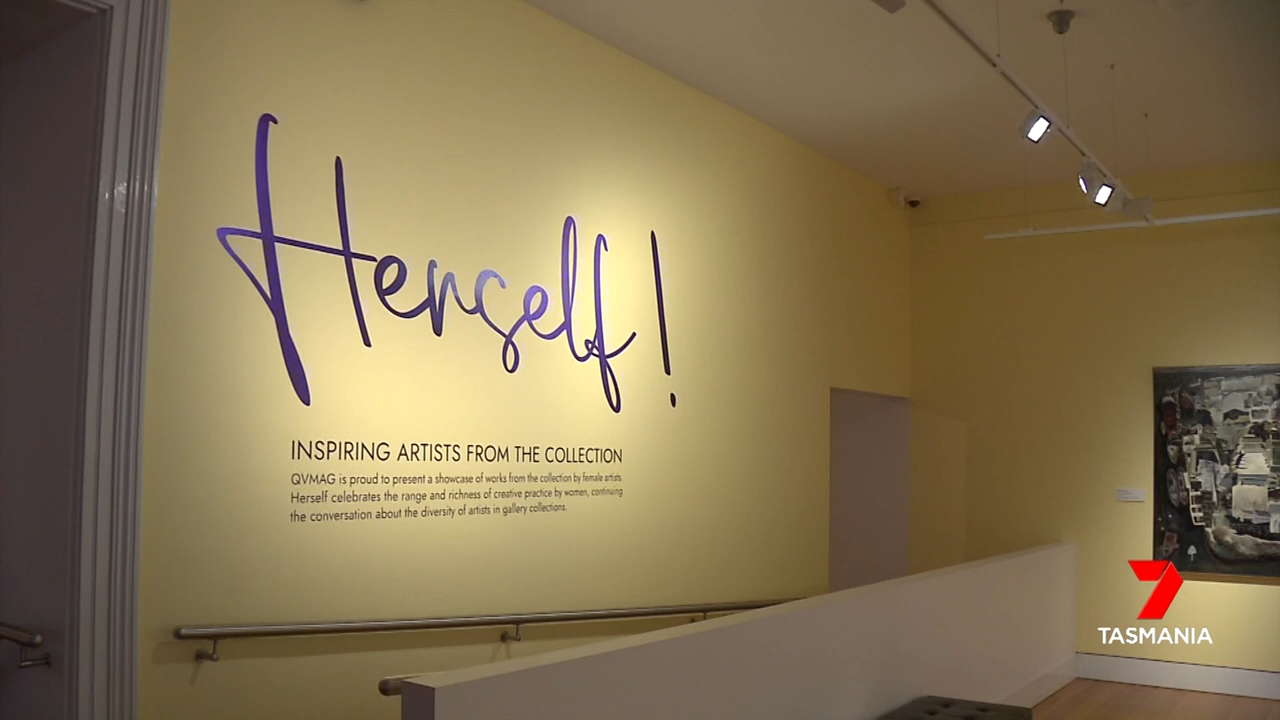 Herself!
INSPIRING ARTISTS FROM THE COLLECTION
QVMAG is proud to present a showcase of works from the collection by female artists.
Herself celebrates the range and richness of creative practice by women, continuing
the conversation about the diversity of artists in gallery collections.
7
TASMANIA